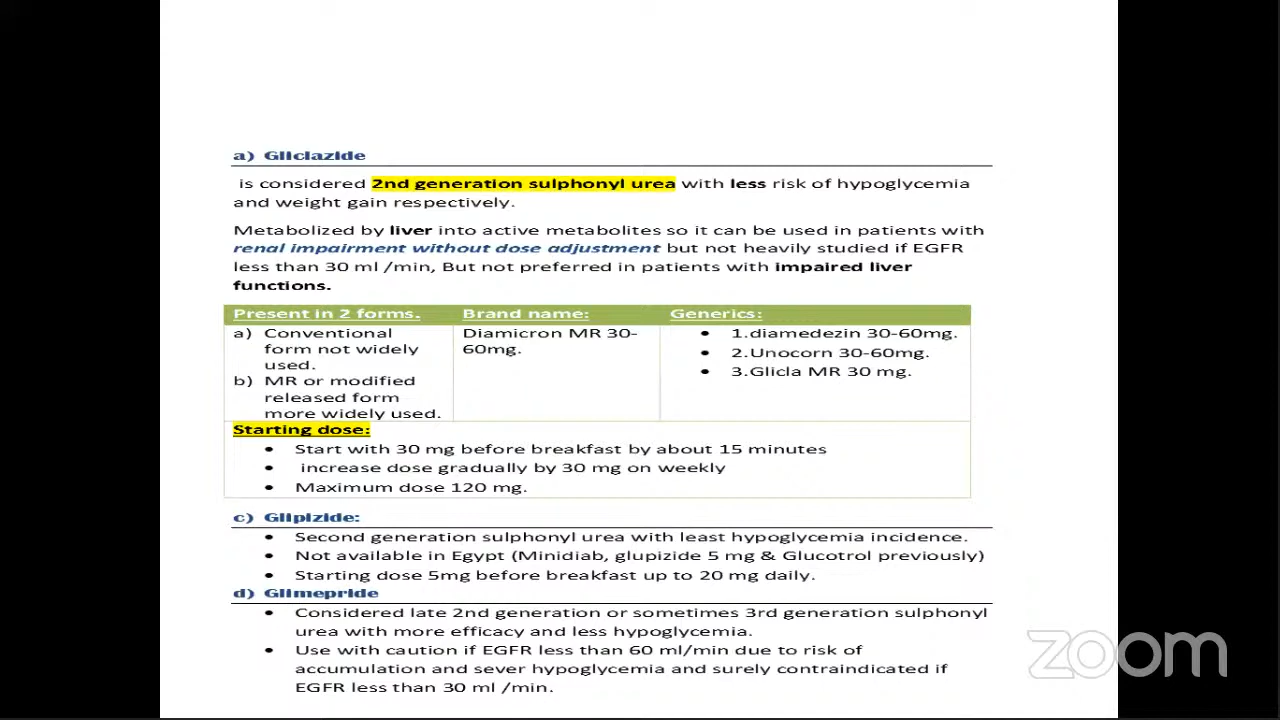 a) Gliclazide
is considered 2nd generation sulphonyl urea with less risk of hypoglycemia
and weight gain respectively.
Metabolized by liver into active metabolites so it can be used in patients with
renal impairment without dose adjustment but not heavily studied if EGFR
less than 30 ml /min, But not preferred in patients with impaired liver
functions.
Present in 2 forms.
a) Conventional
form not widely
used.
b) MR or modified
released form
more widely used.
Brand name:
Diamicron MR 30-
60mg.
Generics:
• 1.diamedezin 30-60mg.
• 2.Unocorn 30-60mg.
• 3.Glicla MR 30 mg.
Starting dose:
• Start with 30 mg before breakfast by about 15 minutes
• increase dose gradually by 30 mg on weekly
• Maximum dose 120 mg.
c) Glipizide:
• Second generation sulphonyl urea with least hypoglycemia incidence.
• Not available in Egypt (Minidiab, glupizide 5 mg & Glucotrol previously)
• Starting dose 5mg before breakfast up to 20 mg daily.
d) Glimepride
• Considered late 2nd generation or sometimes 3rd generation sulphonyl
urea with more efficacy and less hypoglycemia.
• Use with caution if EGFR less than 60 ml/min due to risk of
accumulation and sever hypoglycemia and surely contraindicated if
EGFR less than 30 ml /min.
zoom